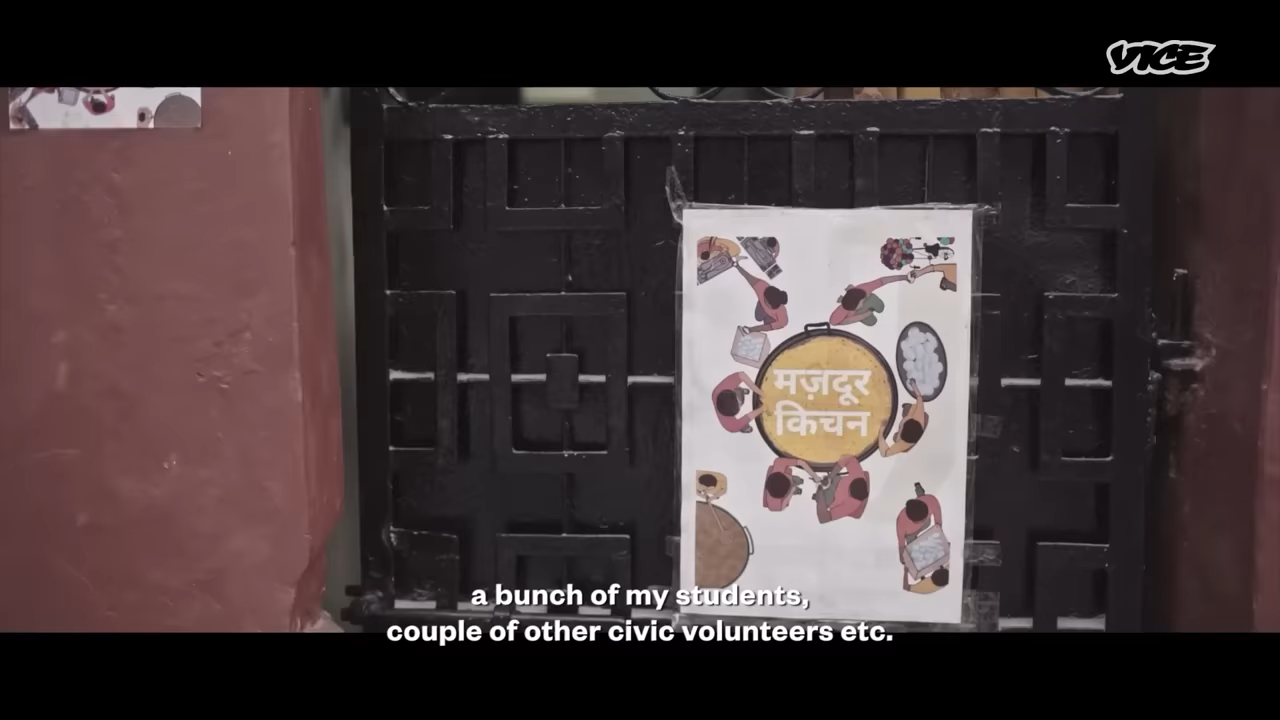 VICE
मज़दूर
किचन
a bunch of my students,
couple of other civic volunteers etc.